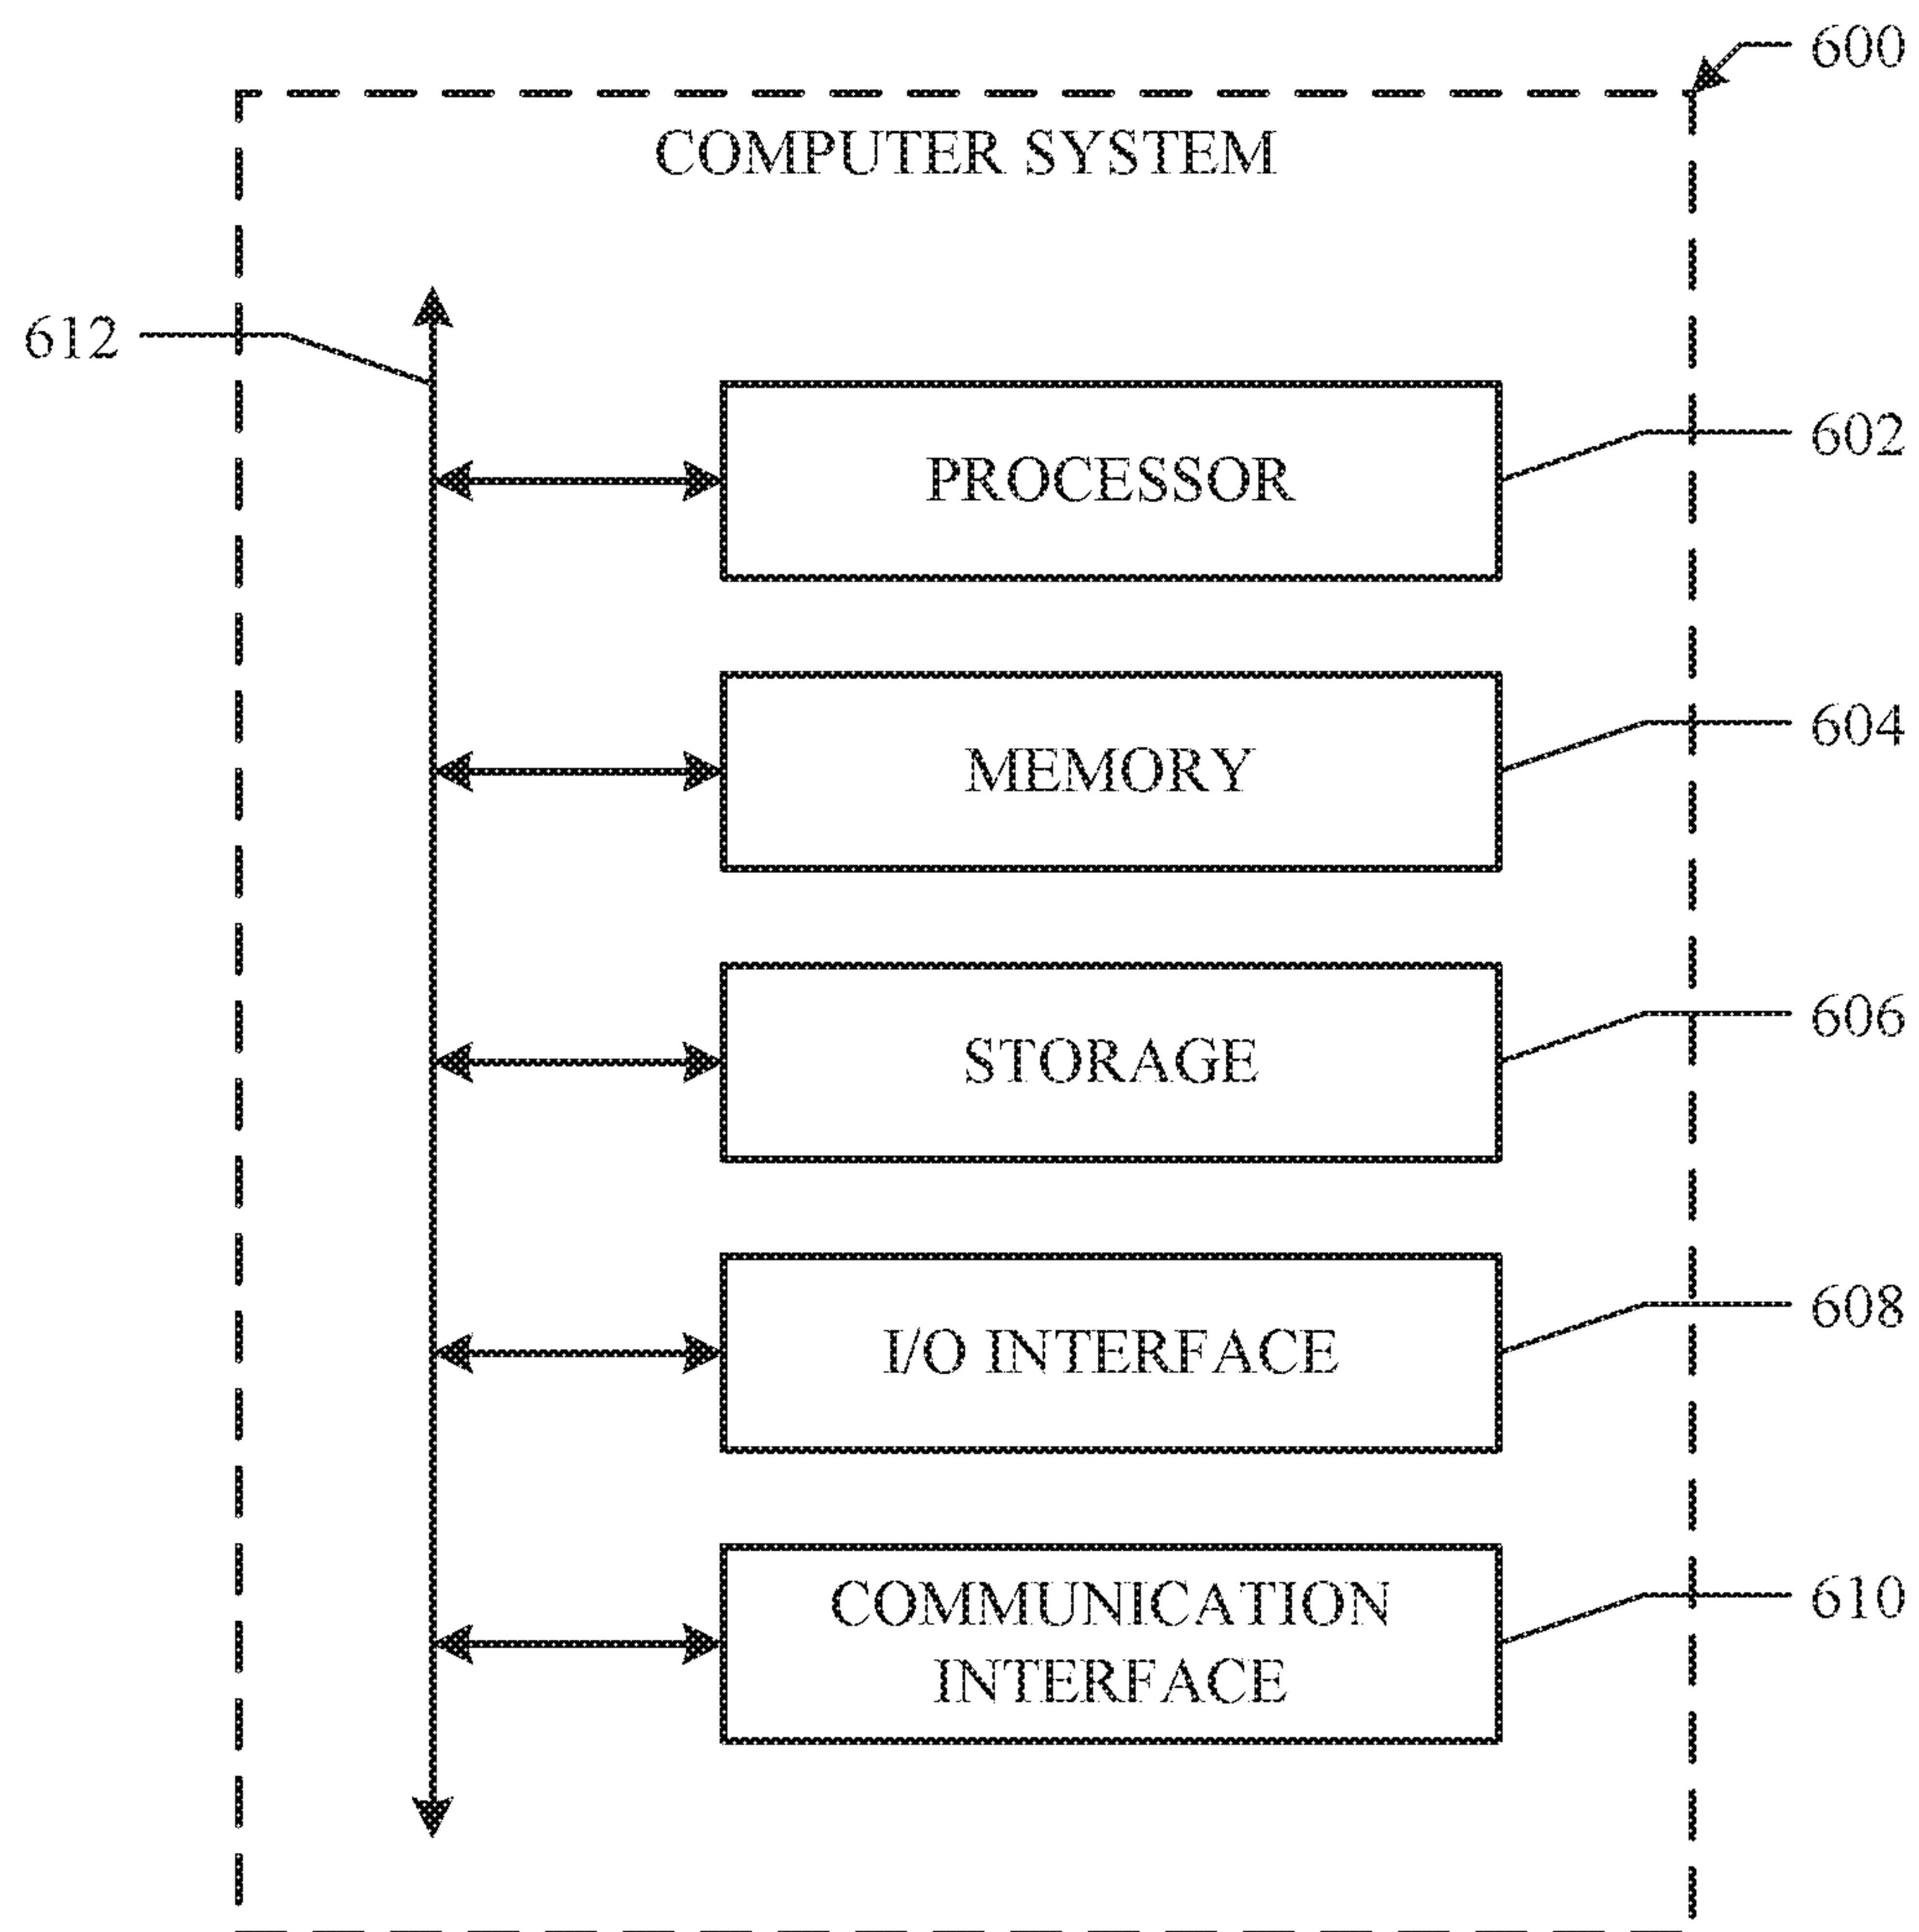 600
COMPUTER SYSTEM
612
602
PROCESSOR
604
MEMORY
606
STORAGE
608
I/O INTERFACE
610
COMMUNICATION
INTERFACE